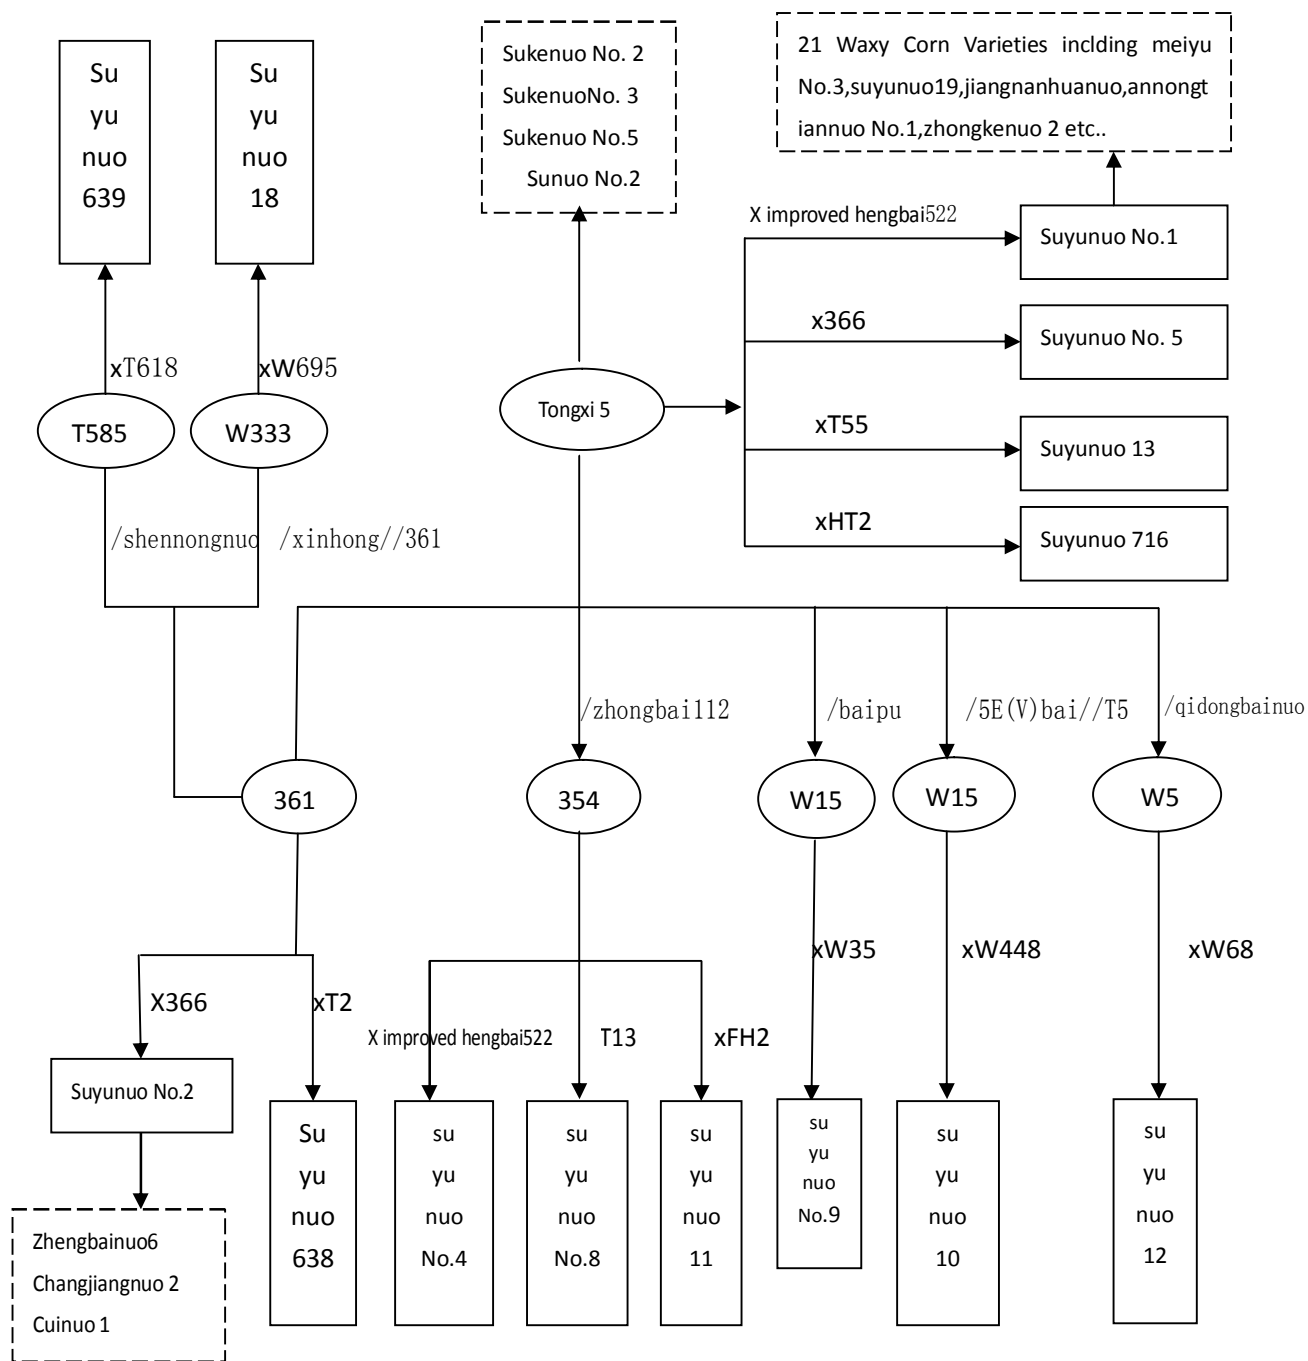 Su
yu
nuo
639
Su
yu
nuo
18
Sukenuo No. 2
SukenuoNo. 3
Sukenuo No.5
Sunuo No.2
21 Waxy Corn Varieties inclding meiyu
No.3,suyunuo19,jiangnanhuanuo,annongt
iannuo No.1,zhongkenuo 2 etc..
X improved hengbai522
Suyunuo No.1
x366
Suyunuo No. 5
xT618
xW695
T585
W333
Tongxi 5
xT55
Suyunuo 13
xHT2
Suyunuo 716
/shennongnuo
/xinhong//361
/zhongbai112
/baipu
/5E(V)bai//T5
/qidongbainuo
361
354
W15
W15
W5
X366
xT2
X improved hengbai522
T13
xFH2
xW35
xW448
xW68
Suyunuo No.2
Su
yu
nuo
638
su
yu
nuo
No.4
su
yu
nuo
No.8
su
yu
nuo
11
su
yu
nuo
No.9
su
yu
nuo
10
su
yu
nuo
12
Zhengbainuo6
Changjiangnuo 2
Cuinuo 1